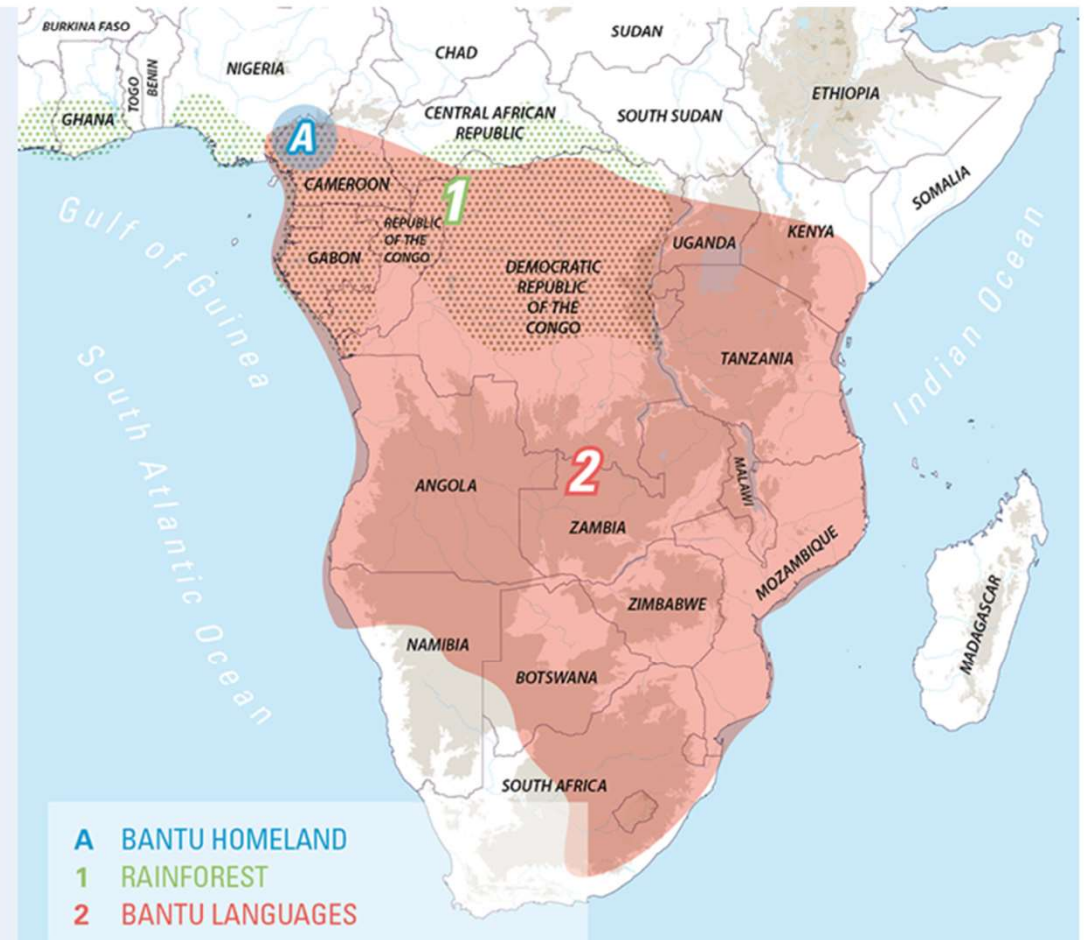 BURKINA FASO
GHANA
TOGO
BENIN
NIGERIA
CHAD
SUDAN
CENTRAL AFRICAN
REPUBLIC
SOUTH SUDAN
ETHIOPIA
SOMALIA
A
CAMEROON
1
REPUBLIC
OF THE
CONGO
GABON
DEMOCRATIC
REPUBLIC
OF THE
CONGO
UGANDA
KENYA
TANZANIA
Gulf of Guinea
South Atlantic Ocean
Indian Ocean
ANGOLA
2
ZAMBIA
MALAWI
MOZAMBIQUE
ZIMBABWE
NAMIBIA
BOTSWANA
MADAGASCAR
SOUTH AFRICA
A BANTU HOMELAND
1 RAINFOREST
2 BANTU LANGUAGES